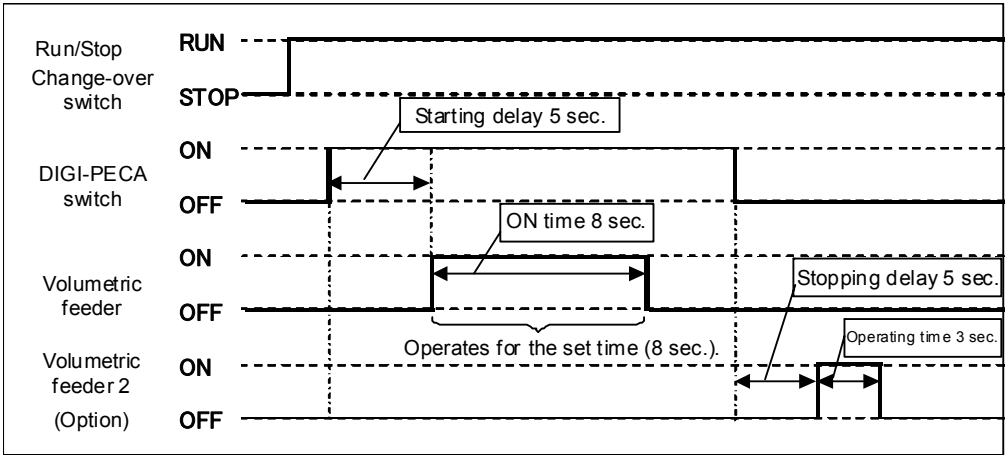 Run/Stop
Change-over
switch
RUN
STOP
Starting delay 5 sec.
DIGI-PECA
switch
ON
OFF
ON time 8 sec.
Volumetric
feeder
ON
OFF
Stopping delay 5 sec.
Operates for the set time (8 sec.).
Operating time 3 sec.
Volumetric
feeder 2
(Option)
ON
OFF